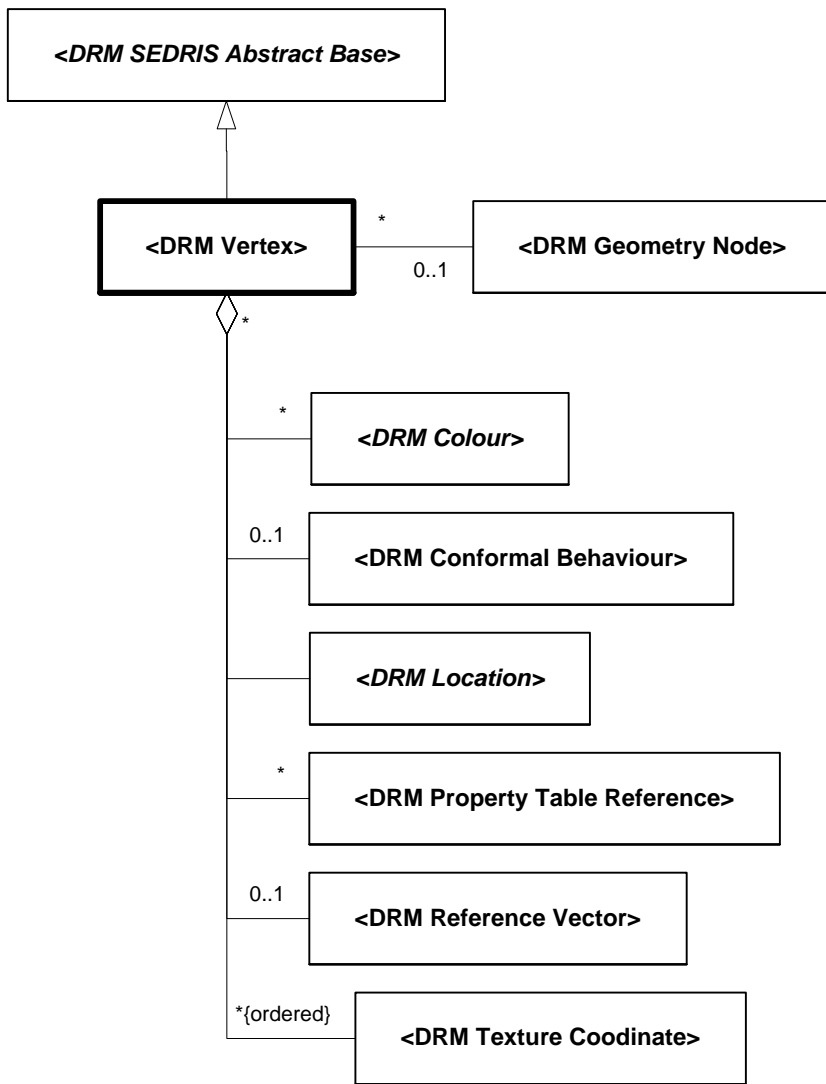 <DRM SEDRIS Abstract Base>
<DRM Vertex>
*
0..1
<DRM Geometry Node>
*
*
<DRM Colour>
0..1
<DRM Conformal Behaviour>
<DRM Location>
*
<DRM Property Table Reference>
0..1
<DRM Reference Vector>
*{ordered}
<DRM Texture Coodinate>